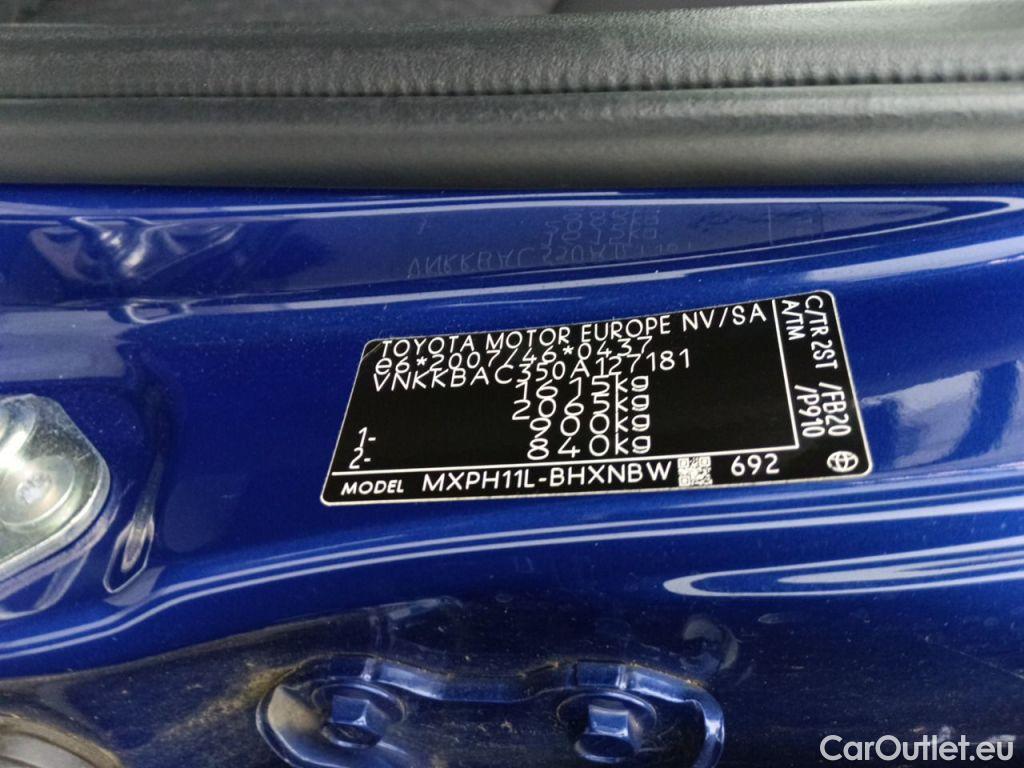 TOYOTA MOTOR EUROPE NV/SA
e6*2007/46*0437
VNKKBAC350A127181
1615kg
2065kg
1- 900kg
2- 840kg
MODEL MXPH11L-BHXNBW 692
C/TR 2ST /FB20
A/TM /P910
CarOutlet.eu